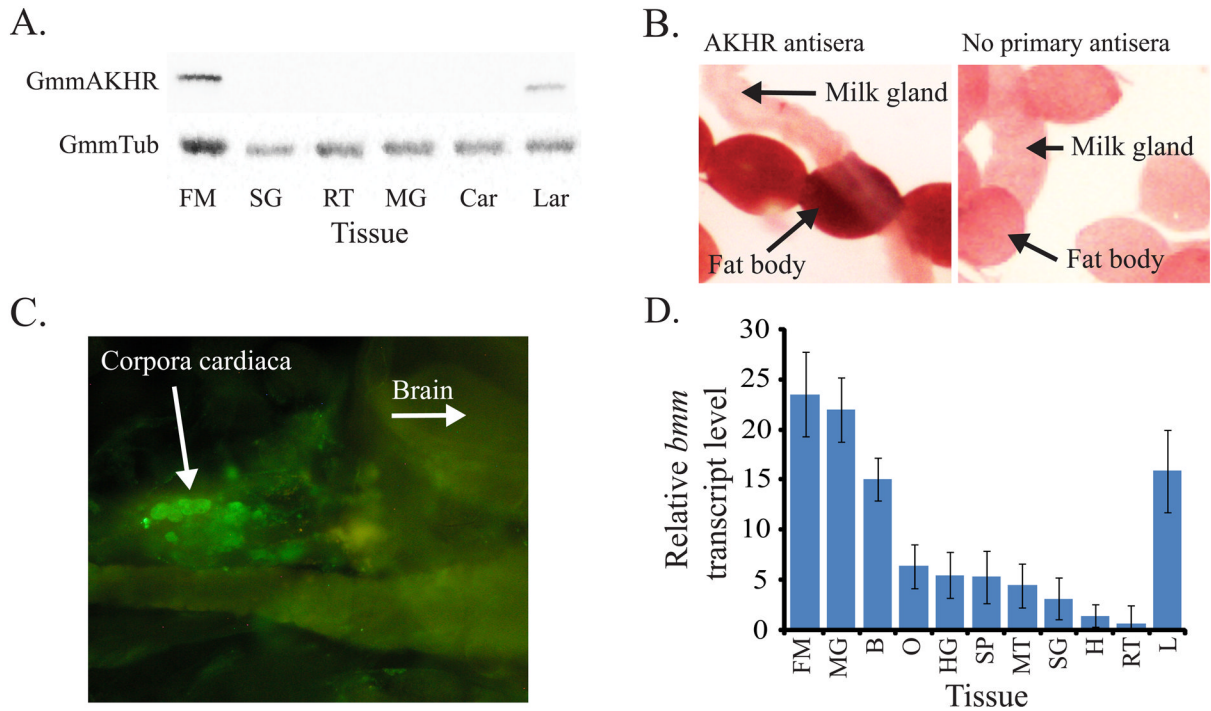 A.
GmmAKHR
GmmTub
FM SG RT MG Car Lar
Tissue
B.
AKHR antisera
No primary antisera
Milk gland
Fat body
Milk gland
Fat body
C.
Corpora cardiaca
Brain
D.
Relative bmm
transcript level
30
25
20
15
10
5
0
FM MG B O HG SP MT SG H RT L
Tissue